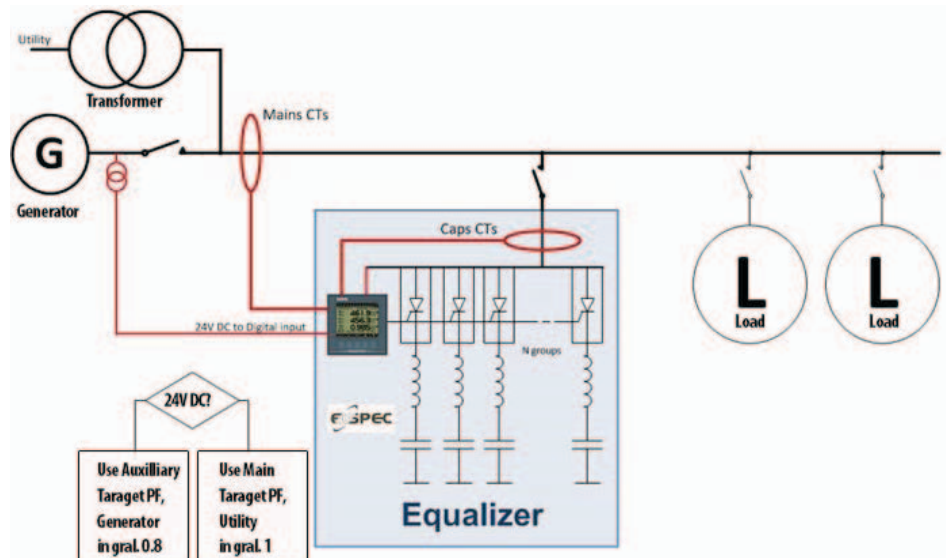 Utility
Transformer
Mains CTs
G
Generator
Caps CTs
24V DC to Digital input
N groups
L
Load
L
Load
24V DC?
Use Auxilliary
Taraget PF,
Generator
in gral. 0.8
Use Main
Taraget PF,
Utility
in gral. 1
Equalizer